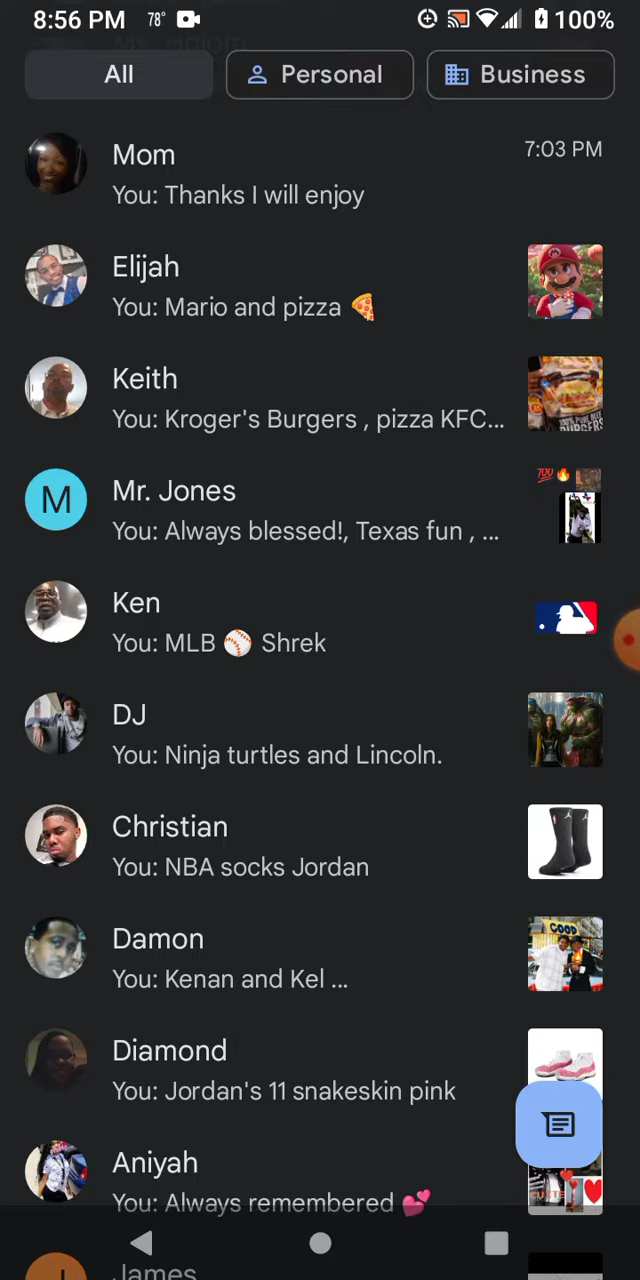 8:56 PM 78° 100%
All Personal Business
Mom 7:03 PM
You: Thanks I will enjoy
Elijah
You: Mario and pizza 🍕
Keith
You: Kroger's Burgers , pizza KFC...
M Mr. Jones
You: Always blessed!, Texas fun , ...
Ken
You: MLB ⚾ Shrek
DJ
You: Ninja turtles and Lincoln.
Christian
You: NBA socks Jordan
Damon
You: Kenan and Kel ...
GOOD
Diamond
You: Jordan's 11 snakeskin pink
Aniyah
You: Always remembered 💕
James